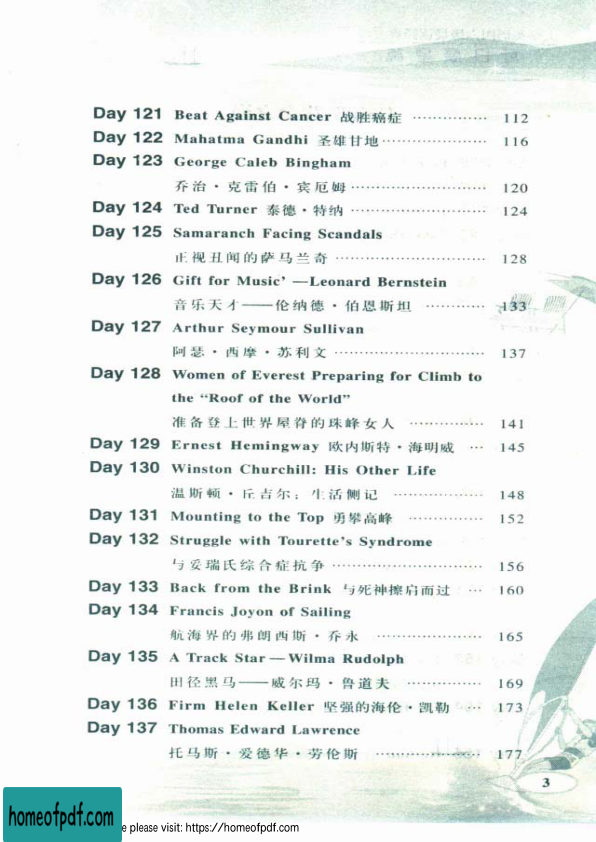 Day 121 Beat Against Cancer 战胜癌症 ·············· 112
Day 122 Mahatma Gandhi 圣雄甘地·················· 116
Day 123 George Caleb Bingham
乔治·克雷伯·宾厄姆······················· 120
Day 124 Ted Turner 泰德·特纳 ······················· 124
Day 125 Samaranch Facing Scandals
正视丑闻的萨马兰奇 ·························· 128
Day 126 Gift for Music' —Leonard Bernstein
音乐天才——伦纳德·伯恩斯坦 ··········· 133
Day 127 Arthur Seymour Sullivan
阿瑟·西摩·苏利文 ·························· 137
Day 128 Women of Everest Preparing for Climb to
the “Roof of the World”
准备登上世界屋脊的珠峰女人 ·············· 141
Day 129 Ernest Hemingway 欧内斯特·海明威 ··· 145
Day 130 Winston Churchill: His Other Life
温斯顿·丘吉尔：生活侧记 ················· 148
Day 131 Mounting to the Top 勇攀高峰 ·············· 152
Day 132 Struggle with Tourette's Syndrome
与妥瑞氏综合症抗争 ·························· 156
Day 133 Back from the Brink 与死神擦肩而过 ··· 160
Day 134 Francis Joyon of Sailing
航海界的弗朗西斯·乔永 ···················· 165
Day 135 A Track Star — Wilma Rudolph
田径黑马——威尔玛·鲁道夫 ·············· 169
Day 136 Firm Helen Keller 坚强的海伦·凯勒 ··· 173
Day 137 Thomas Edward Lawrence
托马斯·爱德华·劳伦斯 ···················· 177
3
homeofpdf.com
e please visit: https://homeofpdf.com